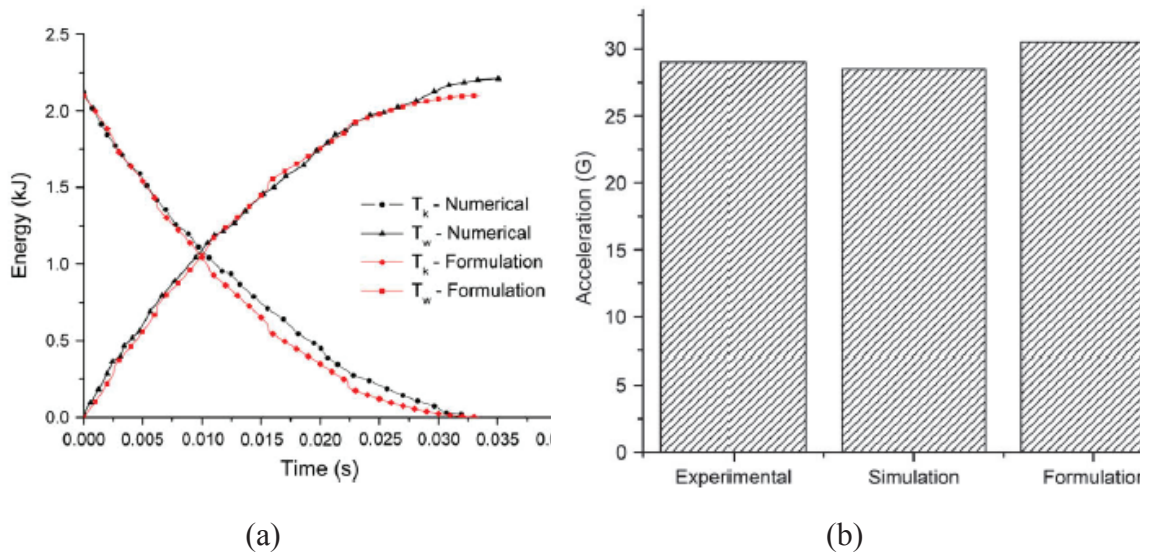 2.5
2.0
1.5
1.0
0.5
0.0
Energy (kJ)
T_k - Numerical
T_w - Numerical
T_k - Formulation
T_w - Formulation
0.000 0.005 0.010 0.015 0.020 0.025 0.030 0.035
Time (s)
(a)
30
25
20
15
10
5
0
Acceleration (G)
Experimental Simulation Formulation
(b)